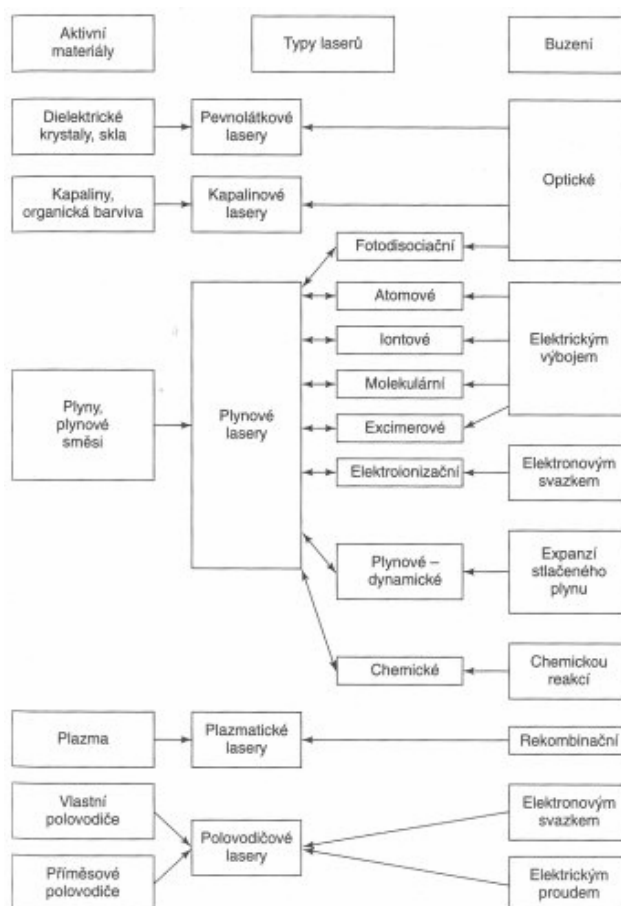 Aktivní
materiály
Typy laserů
Buzení
Dielektrické
krystaly, skla
Pevnolátkové
lasery
Optické
Kapaliny,
organická barviva
Kapalinové
lasery
Fotodisociační
Atomové
Iontové
Molekulární
Excimerové
Elektroionizační
Elektrickým
výbojem
Plyny,
plynové
směsi
Plynové
lasery
Elektronovým
svazkem
Plynové –
dynamické
Expanzí
stlačeného
plynu
Chemické
Chemickou
reakcí
Plazma
Plazmatické
lasery
Rekombinační
Vlastní
polovodiče
Polovodičové
lasery
Elektronovým
svazkem
Příměsové
polovodiče
Elektrickým
proudem